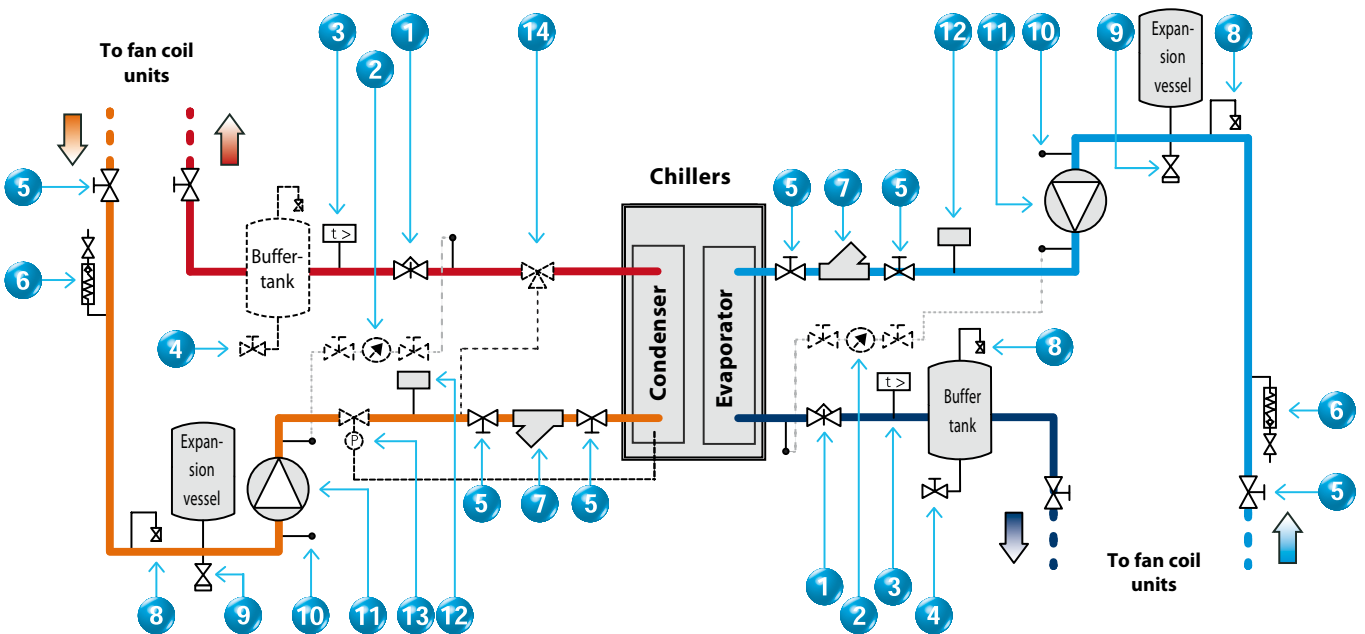 3
1
14
2
To fan coil
units
12
11
10
9
8
Expan-
sion
vessel
5
Chillers
5
7
5
t >
Buffer-
tank
6
4
Condenser
Evaporator
8
t >
Buffer
tank
6
P
12
Expan-
sion
vessel
11
5
7
5
5
To fan coil
units
8
9
10
11
13
12
1
2
3
4